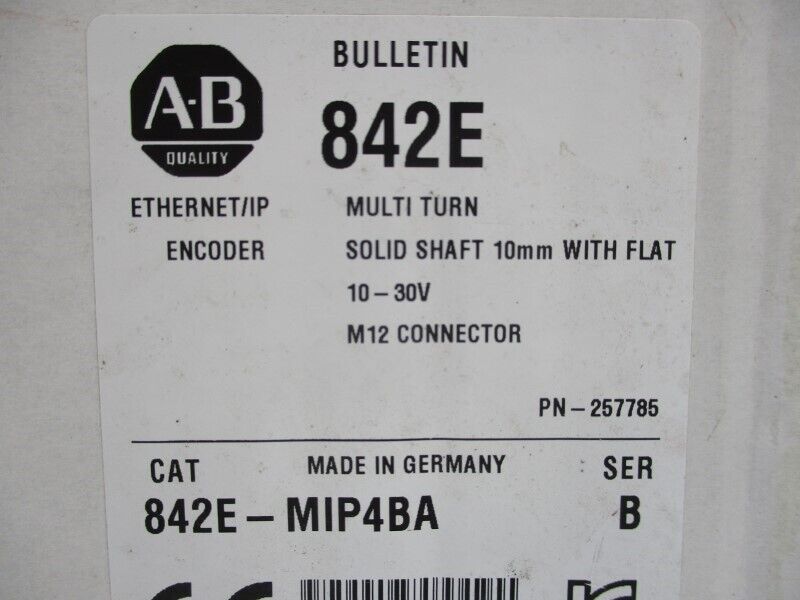 A-B
QUALITY
BULLETIN
842E
ETHERNET/IP
ENCODER
MULTI TURN
SOLID SHAFT 10mm WITH FLAT
10-30V
M12 CONNECTOR
PN-257785
CAT
MADE IN GERMANY
SER
842E-MIP4BA
B